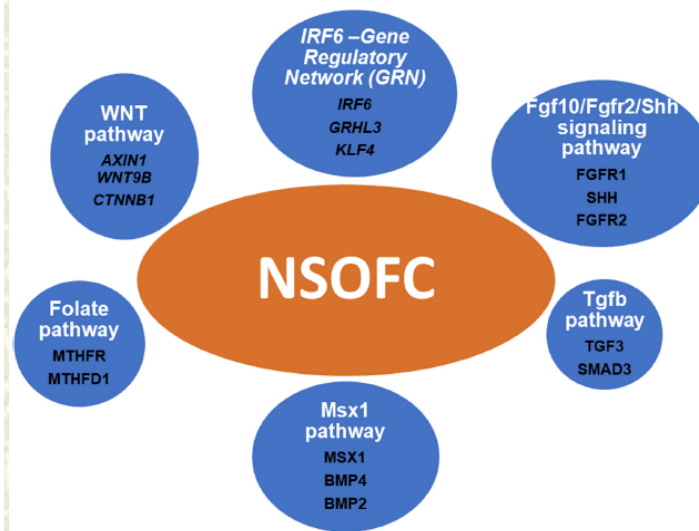 IRF6 –Gene
Regulatory
Network (GRN)
IRF6
GRHL3
KLF4
WNT
pathway
AXIN1
WNT9B
CTNNB1
Fgf10/Fgfr2/Shh
signaling
pathway
FGFR1
SHH
FGFR2
NSOFC
Folate
pathway
MTHFR
MTHFD1
Tgfb
pathway
TGF3
SMAD3
Msx1
pathway
MSX1
BMP4
BMP2